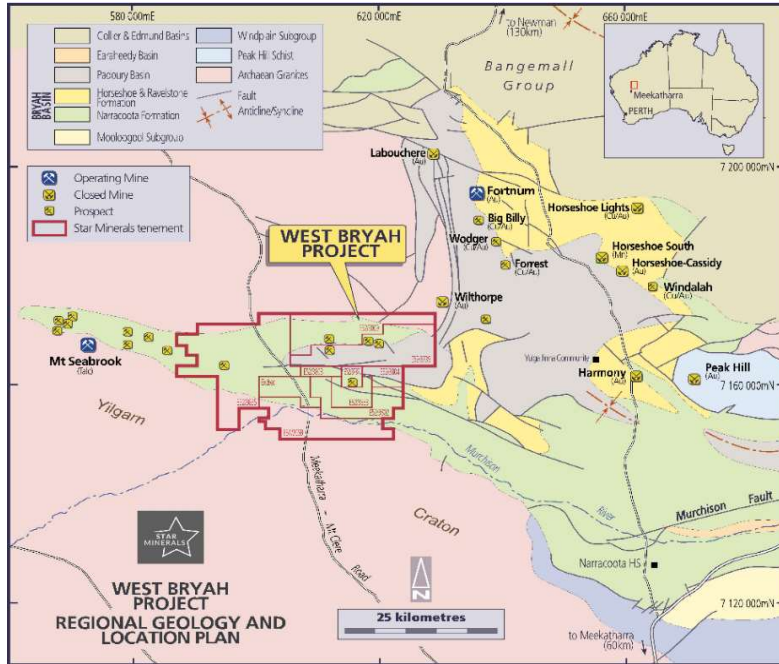 580 000mE
620 000mE
660 000mE
Collier & Edmund Basins
Earaheedy Basin
Padbury Basin
BRYAH BASIN
Horseshoe & Ravelstone Formation
Narracoota Formation
Mooloogool Subgroup
Windplain Subgroup
Peak Hill Schist
Archaean Granites
Fault
Anticline/Syncline
to Newman
(130km)
Bangemall
Group
Meekatharra
PERTH
Operating Mine
Closed Mine
Prospect
Star Minerals tenement
7 200 000mN
Labouchere
(Au)
Fortnum
(Au)
Big Billy
(Cu/Au)
Horseshoe Lights
(Cu/Au)
WEST BRYAH
PROJECT
Wodger
(Cu/Au)
Forrest
(Cu/Au)
Horseshoe South
(Mn)
Horseshoe-Cassidy
(Au)
Windalah
(Cu/Au)
Wilthorpe
(Au)
Mt Seabrook
(Talc)
Yulga Jinna Community
Harmony
(Au)
Peak Hill
(Au)
7 160 000mN
Yilgarn
Craton
Meekatharra – Mt Clere Road
Murchison
River
Murchison Fault
STAR
MINERALS
Narracoota HS
WEST BRYAH
PROJECT
REGIONAL GEOLOGY AND
LOCATION PLAN
25 kilometres
7 120 000mN
to Meekatharra
(60km)